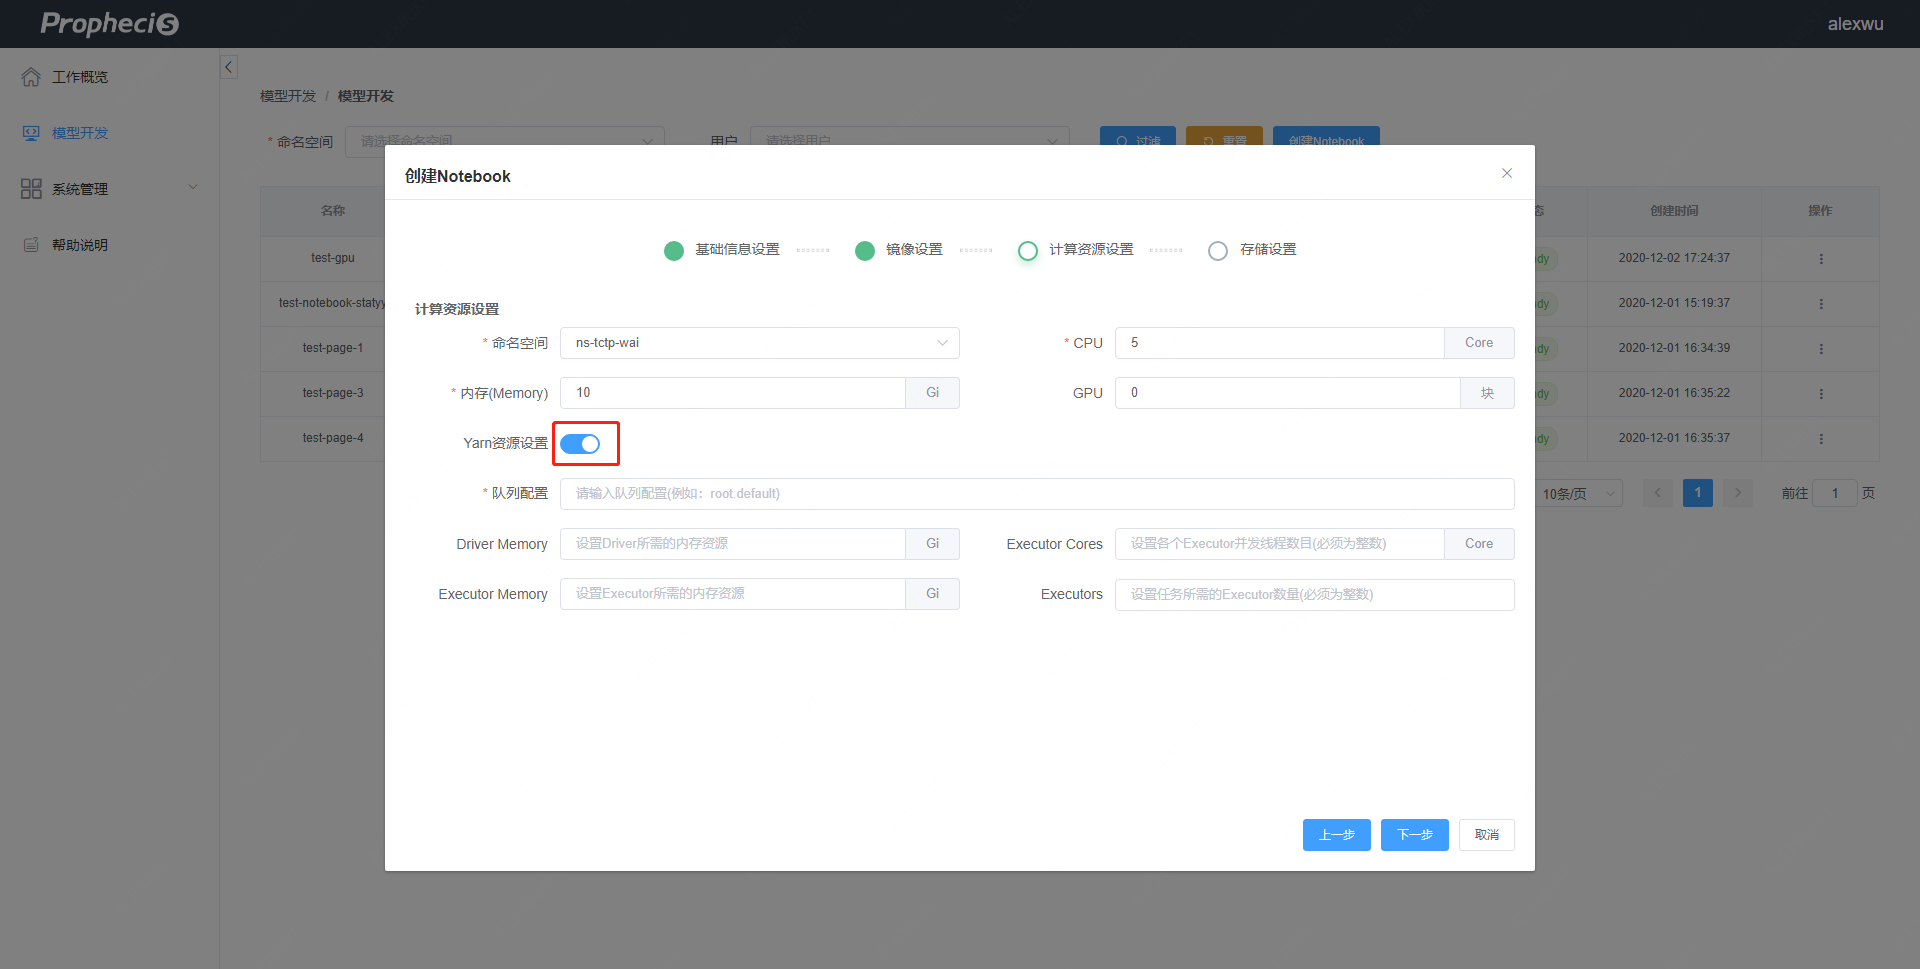 Prophecis
alexwu
工作概览
模型开发
系统管理
帮助说明
模型开发 / 模型开发
* 命名空间 请选择命名空间 用户 请选择用户 过滤 重置 创建Notebook
名称 态 创建时间 操作
test-gpu dy 2020-12-02 17:24:37
test-notebook-statyy dy 2020-12-01 15:19:37
test-page-1 dy 2020-12-01 16:34:39
test-page-3 dy 2020-12-01 16:35:22
test-page-4 dy 2020-12-01 16:35:37
10条/页 1 前往 1 页
创建Notebook
基础信息设置 镜像设置 计算资源设置 存储设置
计算资源设置
* 命名空间 ns-tctp-wai * CPU 5 Core
* 内存(Memory) 10 Gi GPU 0 块
Yarn资源设置
* 队列配置 请输入队列配置(例如：root.default)
Driver Memory 设置Driver所需的内存资源 Gi Executor Cores 设置各个Executor并发线程数目(必须为整数) Core
Executor Memory 设置Executor所需的内存资源 Gi Executors 设置任务所需的Executor数量(必须为整数)
上一步 下一步 取消